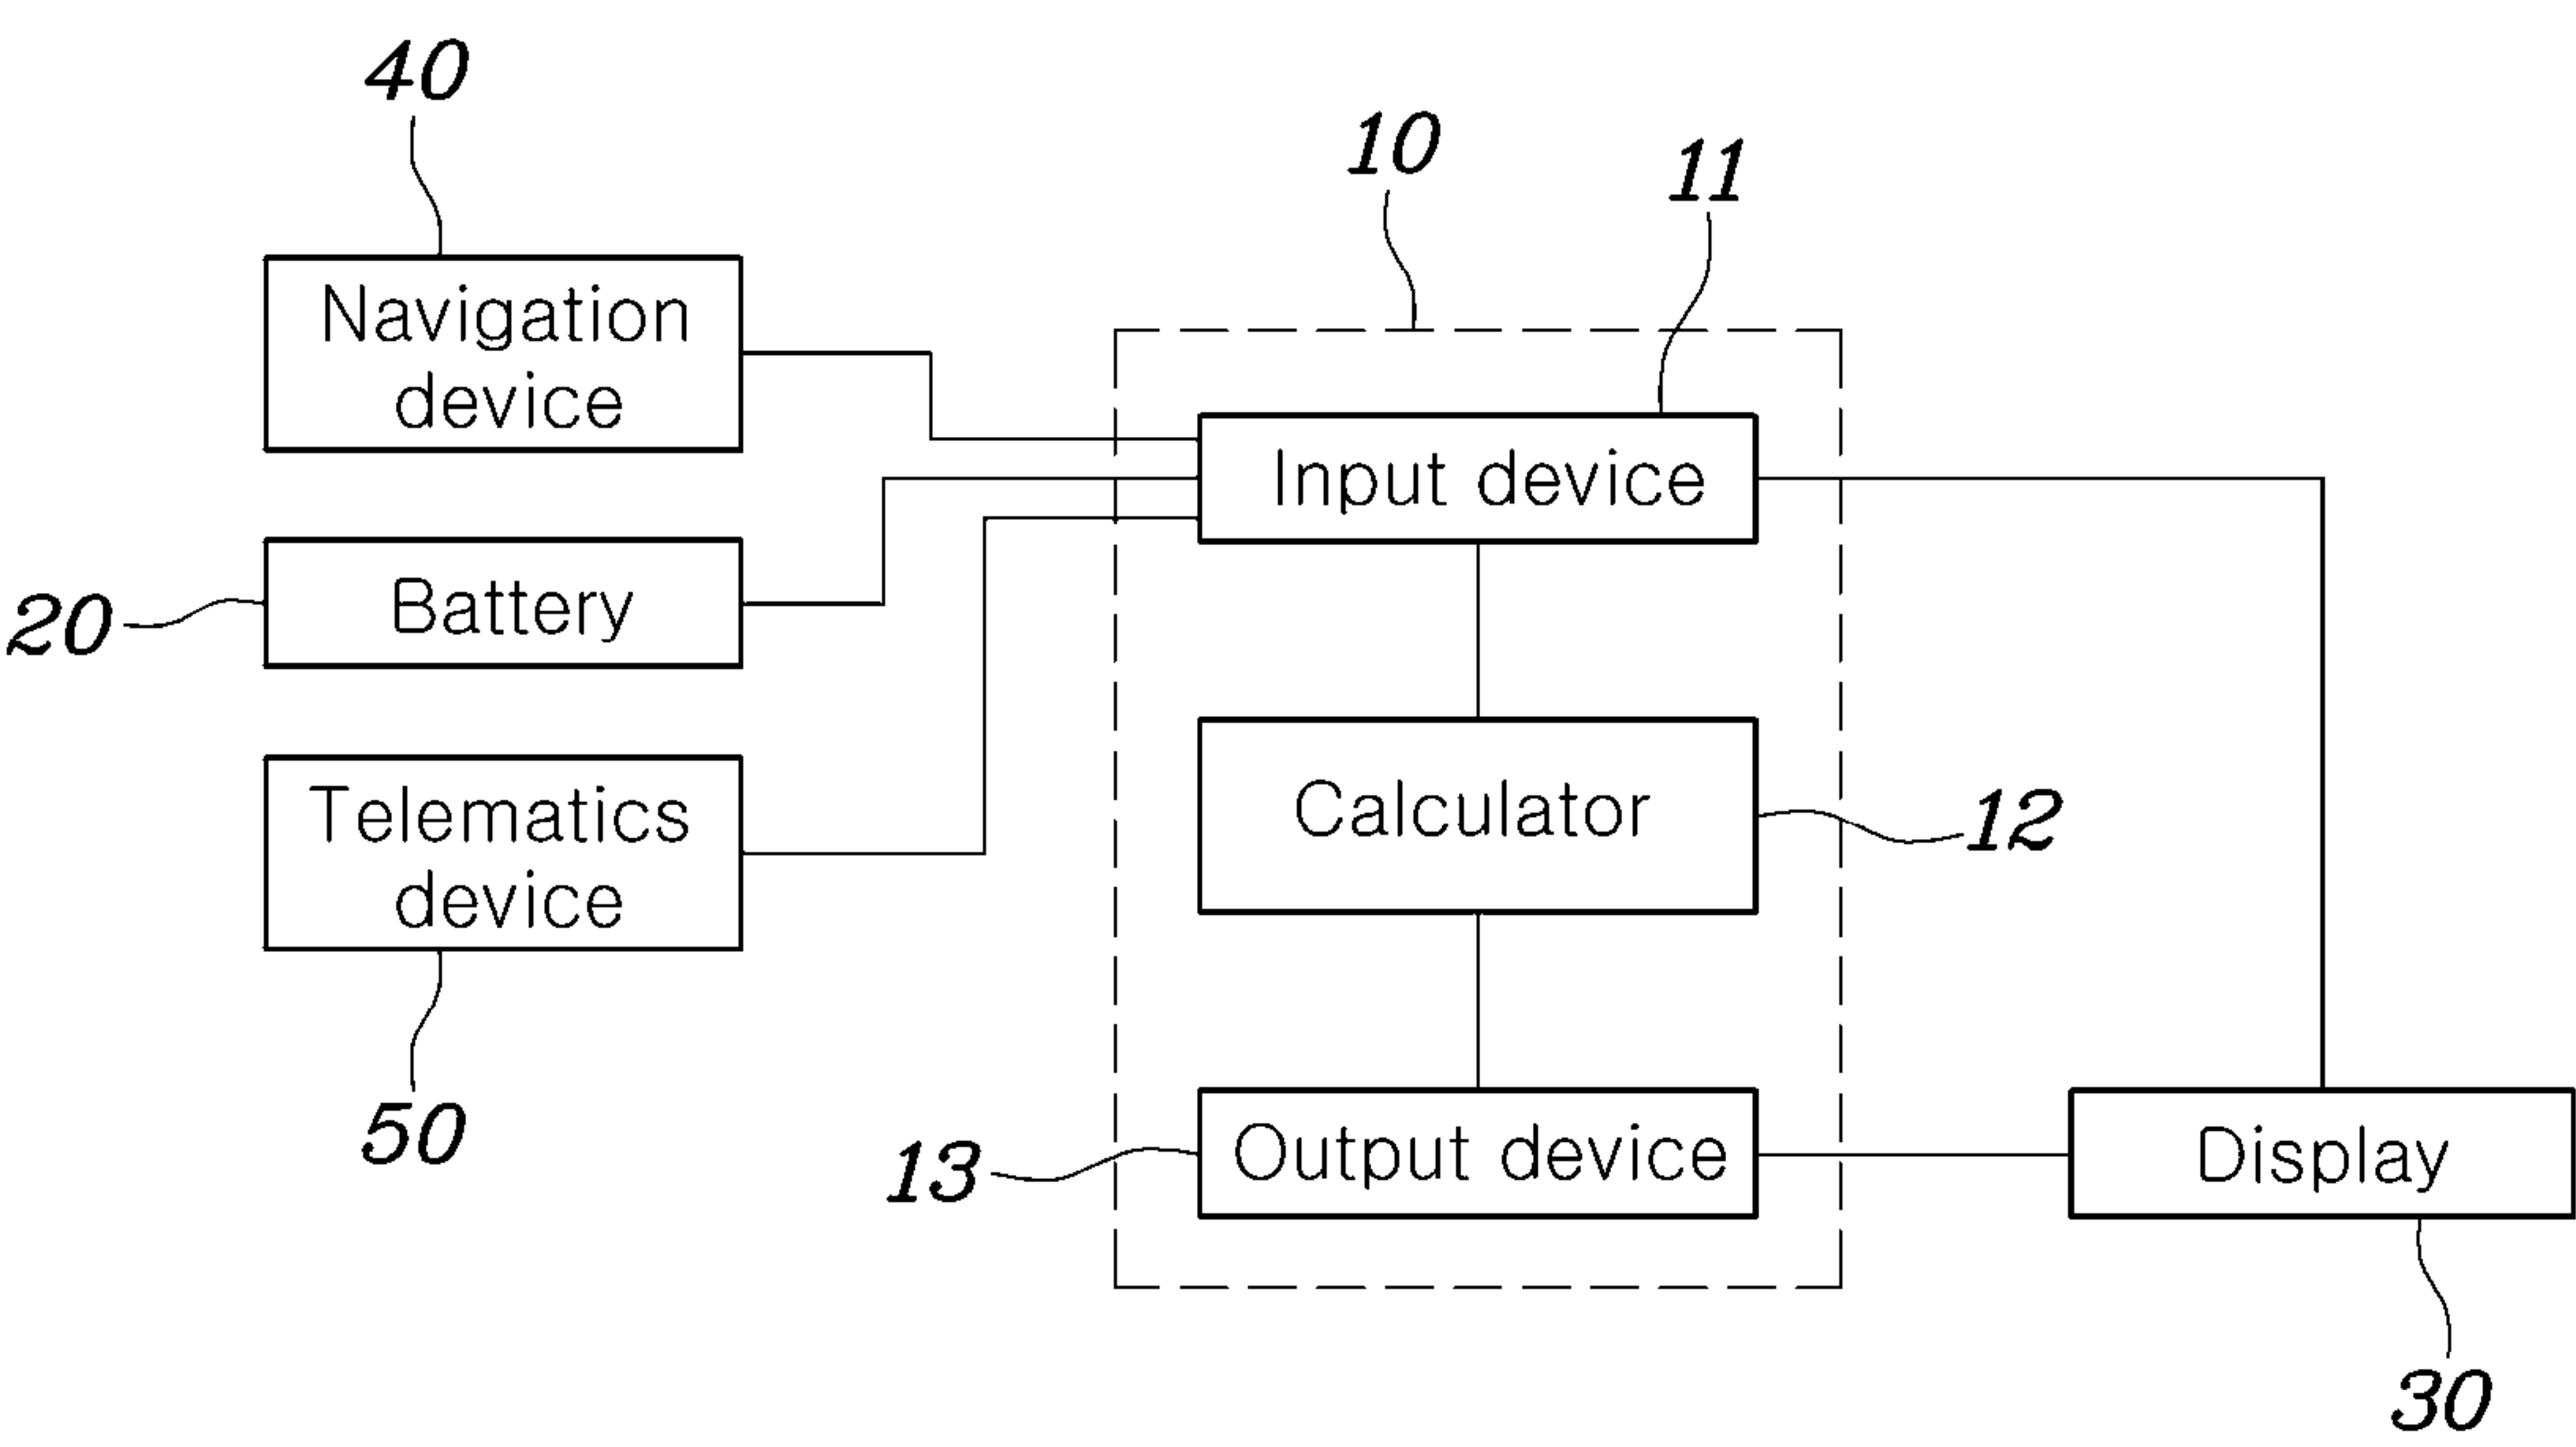 40
10
11
Navigation
device
Input device
Battery
20
Telematics
device
Calculator
12
50
13
Output device
Display
30